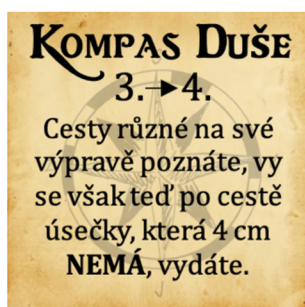 Kompas Duše
3.→4.
Cesty různé na své
výpravě poznáte, vy
se však teď po cestě
úsečky, která 4 cm
NEMÁ, vydáte.